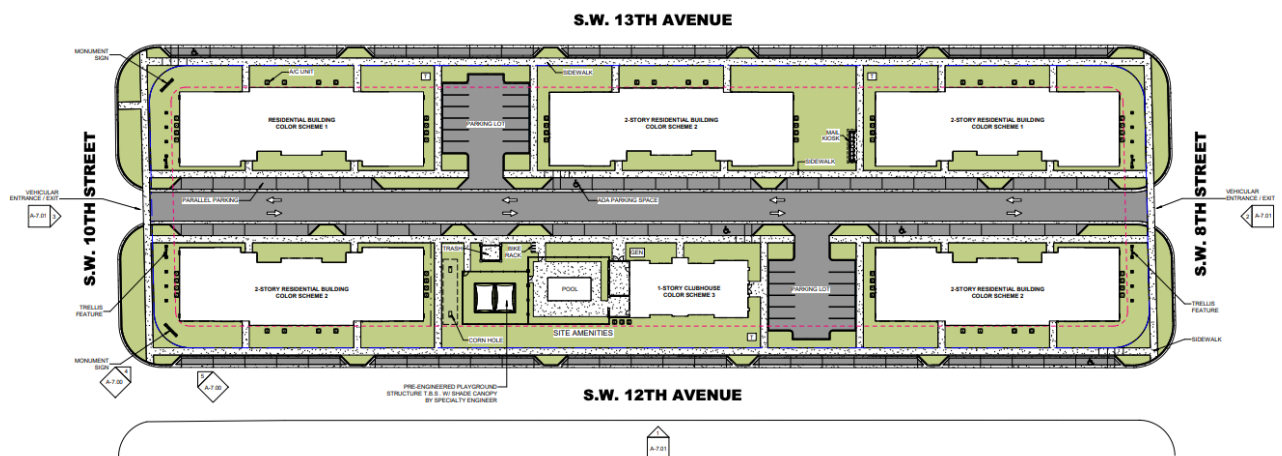 S.W. 13TH AVENUE
MONUMENT
SIGN
A/C UNIT
T
SIDEWALK
T
RESIDENTIAL BUILDING
COLOR SCHEME 1
PARKING LOT
2-STORY RESIDENTIAL BUILDING
COLOR SCHEME 2
MAIL
KIOSK
2-STORY RESIDENTIAL BUILDING
COLOR SCHEME 1
SIDEWALK
S.W. 10TH STREET
S.W. 8TH STREET
VEHICULAR
ENTRANCE / EXIT
3
A-7.01
PARALLEL PARKING
ADA PARKING SPACE
VEHICULAR
ENTRANCE / EXIT
2
A-7.01
TRASH
BIKE
RACK
GEN
2-STORY RESIDENTIAL BUILDING
COLOR SCHEME 2
POOL
1-STORY CLUBHOUSE
COLOR SCHEME 3
PARKING LOT
2-STORY RESIDENTIAL BUILDING
COLOR SCHEME 2
TRELLIS
FEATURE
TRELLIS
FEATURE
SITE AMENITIES
T
CORN HOLE
SIDEWALK
MONUMENT
SIGN
4
A-7.00
5
A-7.00
PRE-ENGINEERED PLAYGROUND
STRUCTURE T.B.S. W/ SHADE CANOPY
BY SPECIALTY ENGINEER
S.W. 12TH AVENUE
1
A-7.01